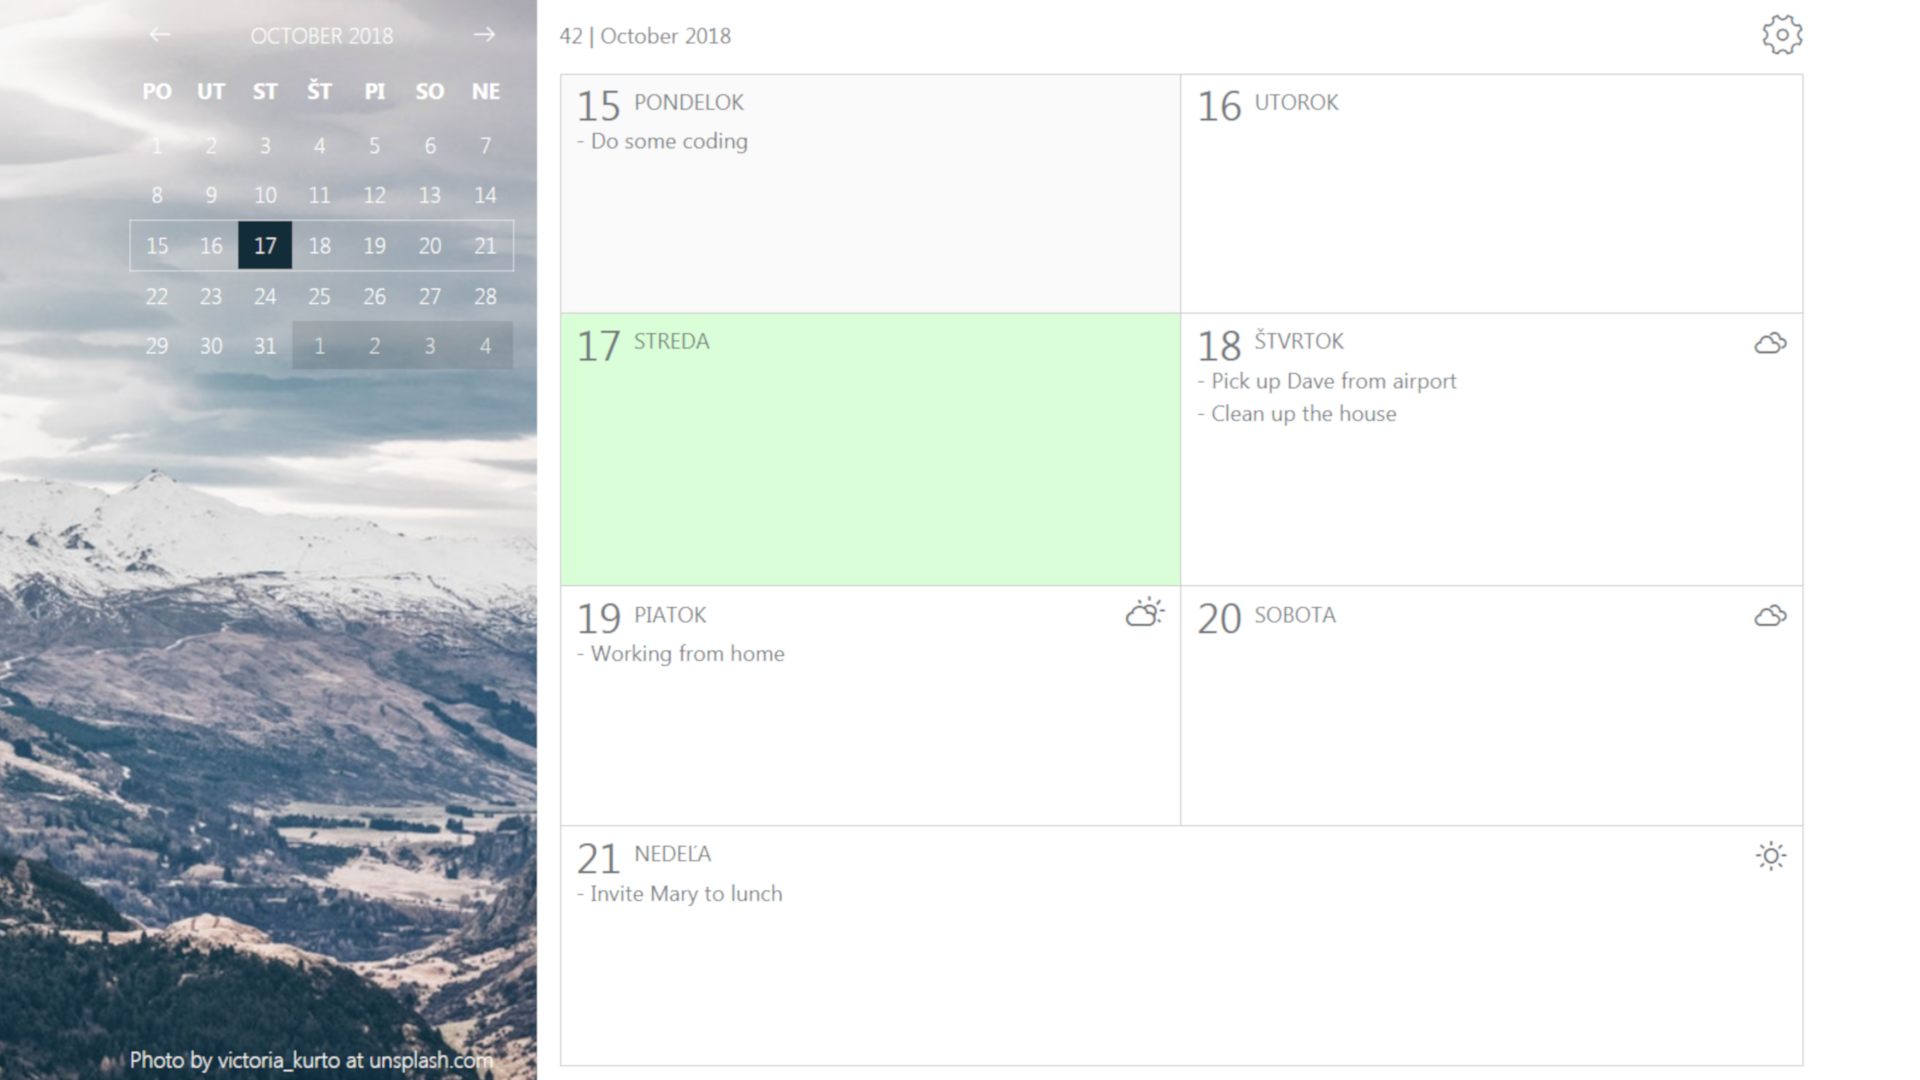 OCTOBER 2018
PO UT ST ŠT PI SO NE
1 2 3 4 5 6 7
8 9 10 11 12 13 14
15 16 17 18 19 20 21
22 23 24 25 26 27 28
29 30 31 1 2 3 4
Photo by victoria_kurto at unsplash.com
42 | October 2018
15 PONDELOK
- Do some coding
16 UTOROK
17 STREDA
18 ŠTVRTOK
- Pick up Dave from airport
- Clean up the house
19 PIATOK
- Working from home
20 SOBOTA
21 NEDEĽA
- Invite Mary to lunch